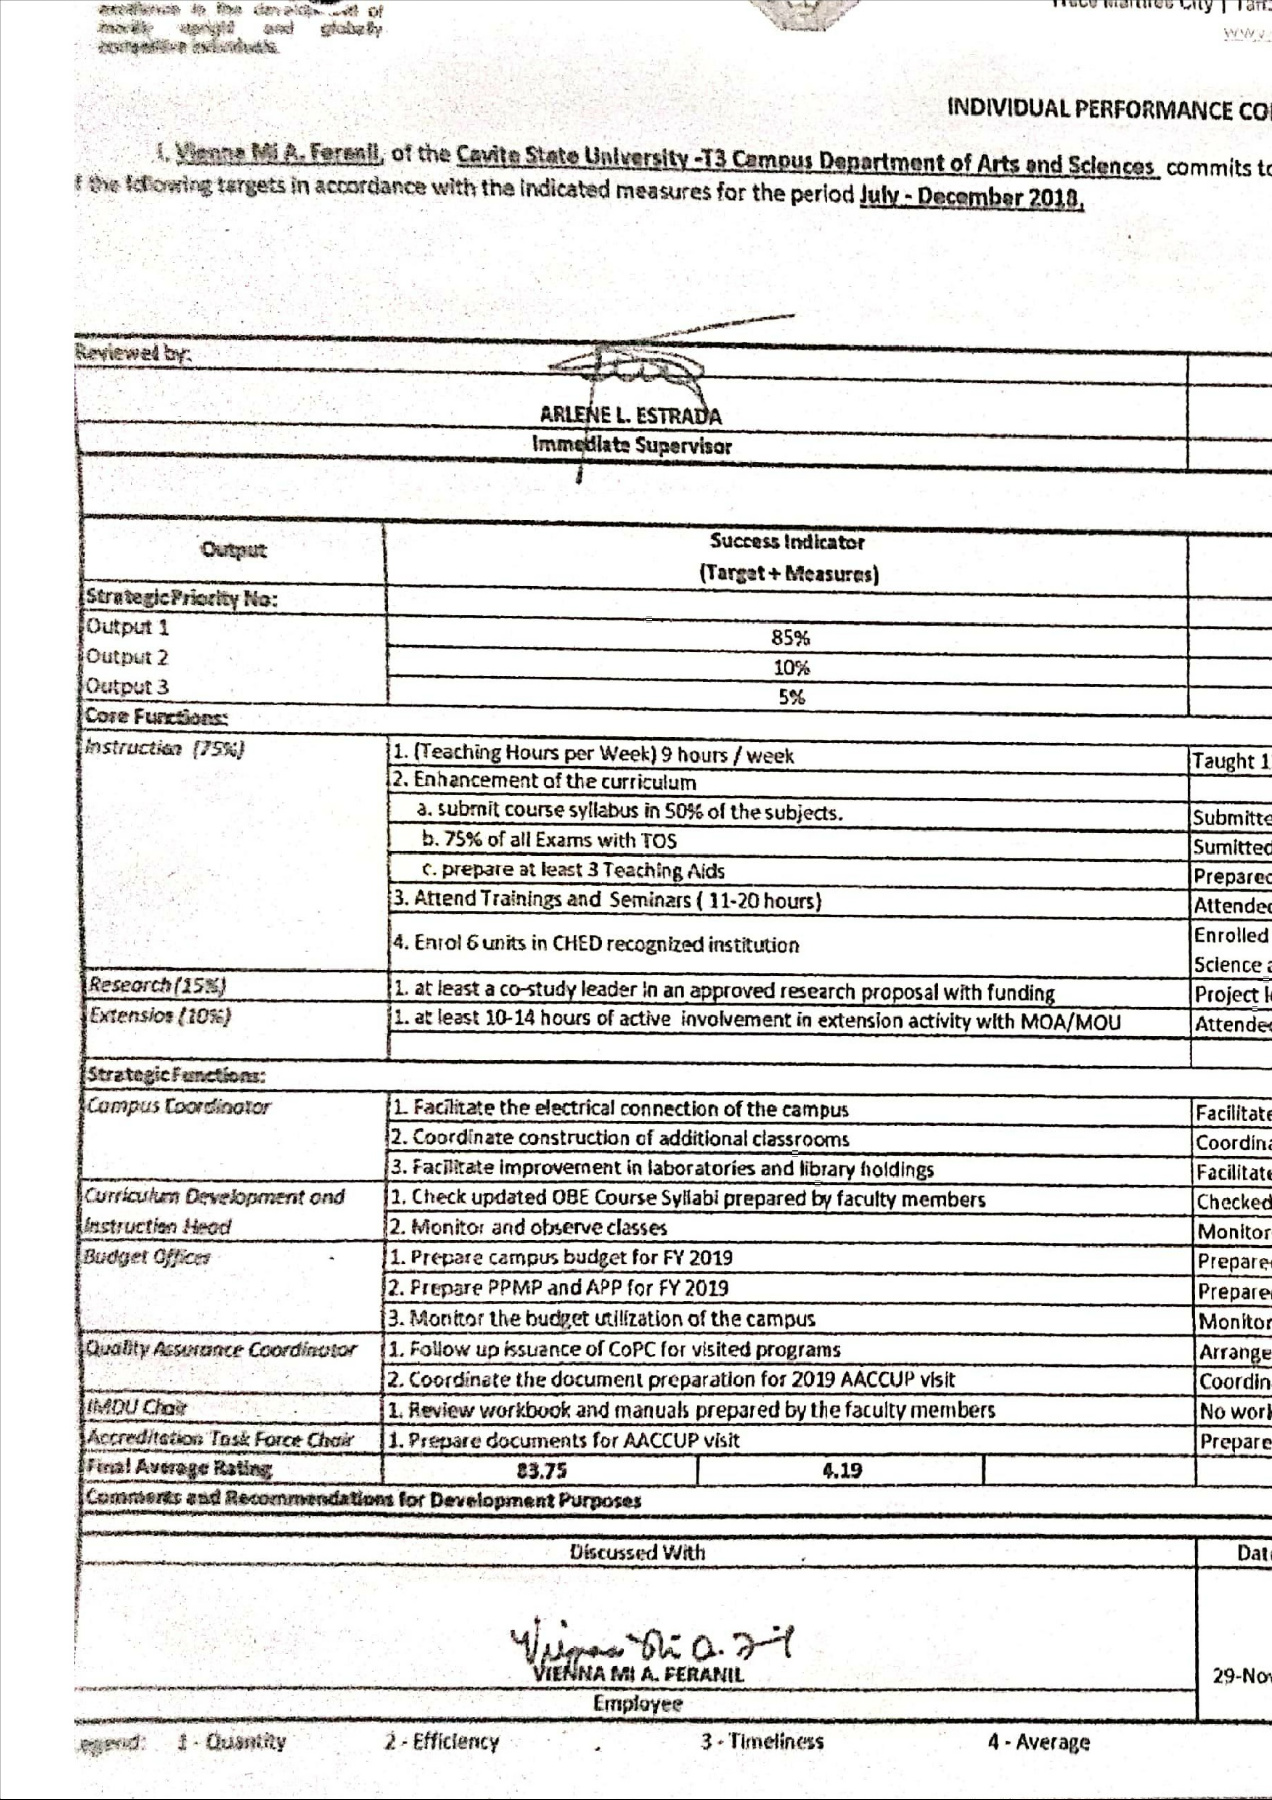 excellence in the development of
morally upright and globally
competitive individuals.
Trece Martires City | Tan
www.
INDIVIDUAL PERFORMANCE CO
I, Vienna Mi A. Feranil, of the Cavite State University -T3 Campus Department of Arts and Sciences commits to
f the following targets in accordance with the indicated measures for the period July - December 2018.
Reviewed by:
ARLENE L. ESTRADA
Immediate Supervisor
Output Success Indicator
(Target + Measures)
Strategic Priority No:
Output 1 85%
Output 2 10%
Output 3 5%
Core Functions:
Instruction (75%) 1. (Teaching Hours per Week) 9 hours / week Taught 1
2. Enhancement of the curriculum
a. submit course syllabus in 50% of the subjects. Submitte
b. 75% of all Exams with TOS Sumitted
c. prepare at least 3 Teaching Aids Prepared
3. Attend Trainings and Seminars ( 11-20 hours) Attended
4. Enrol 6 units in CHED recognized institution Enrolled
Science a
Research (15%) 1. at least a co-study leader in an approved research proposal with funding Project le
Extension (10%) 1. at least 10-14 hours of active involvement in extension activity with MOA/MOU Attende
Strategic Functions:
Campus Coordinator 1. Facilitate the electrical connection of the campus Facilitate
2. Coordinate construction of additional classrooms Coordina
3. Facilitate improvement in laboratories and library holdings Facilitate
Curriculum Development and 1. Check updated OBE Course Syllabi prepared by faculty members Checked
Instruction Head 2. Monitor and observe classes Monitor
Budget Officer 1. Prepare campus budget for FY 2019 Prepare
2. Prepare PPMP and APP for FY 2019 Prepare
3. Monitor the budget utilization of the campus Monitor
Quality Assurance Coordinator 1. Follow up issuance of CoPC for visited programs Arrange
2. Coordinate the document preparation for 2019 AACCUP visit Coordin
IMDU Chair 1. Review workbook and manuals prepared by the faculty members No work
Accreditation Task Force Chair 1. Prepare documents for AACCUP visit Prepare
Final Average Rating 83.75 4.19
Comments and Recommendations for Development Purposes
Discussed With Dat
VIENNA MI A. FERANIL
29-Nov
Employee
egend: 1 - Quantity 2 - Efficiency 3 - Timeliness 4 - Average